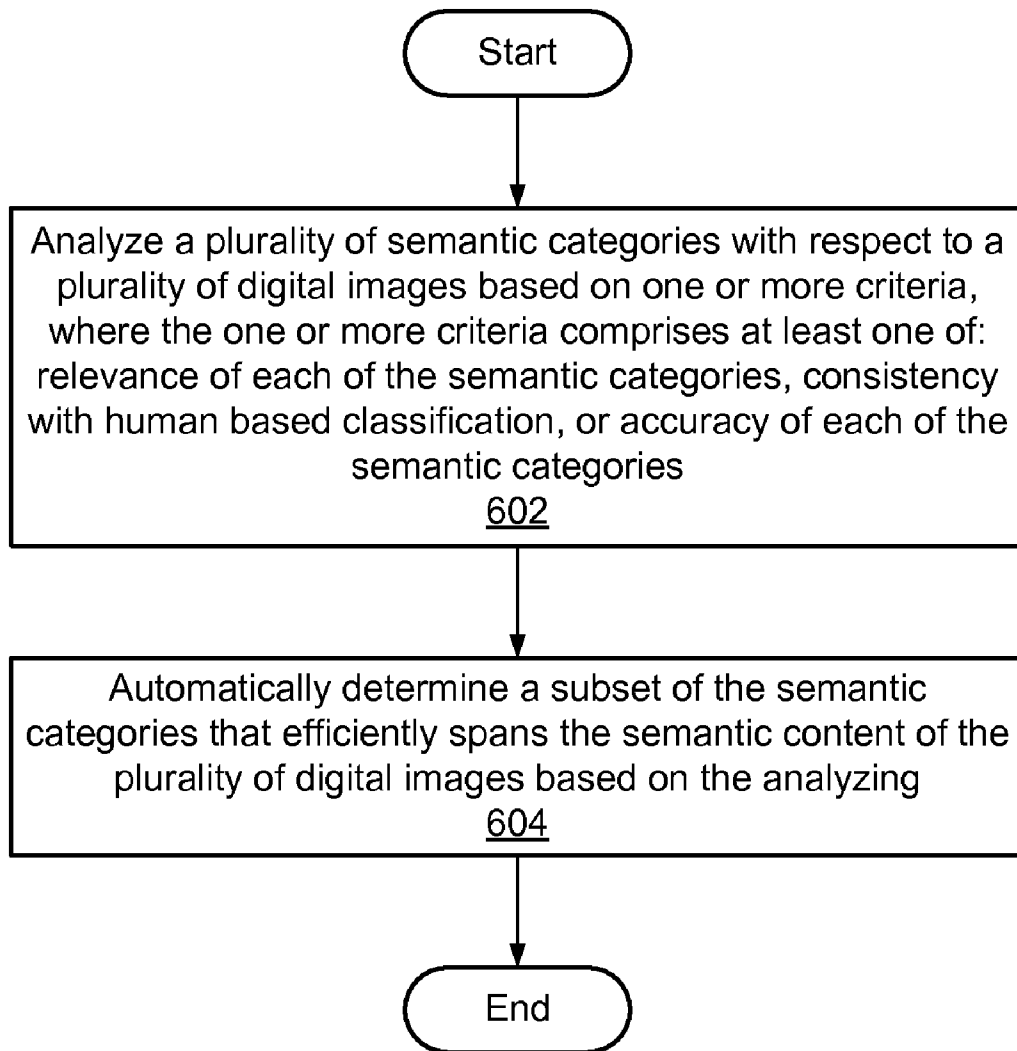 Start
Analyze a plurality of semantic categories with respect to a
plurality of digital images based on one or more criteria,
where the one or more criteria comprises at least one of:
relevance of each of the semantic categories, consistency
with human based classification, or accuracy of each of the
semantic categories
602
Automatically determine a subset of the semantic
categories that efficiently spans the semantic content of the
plurality of digital images based on the analyzing
604
End